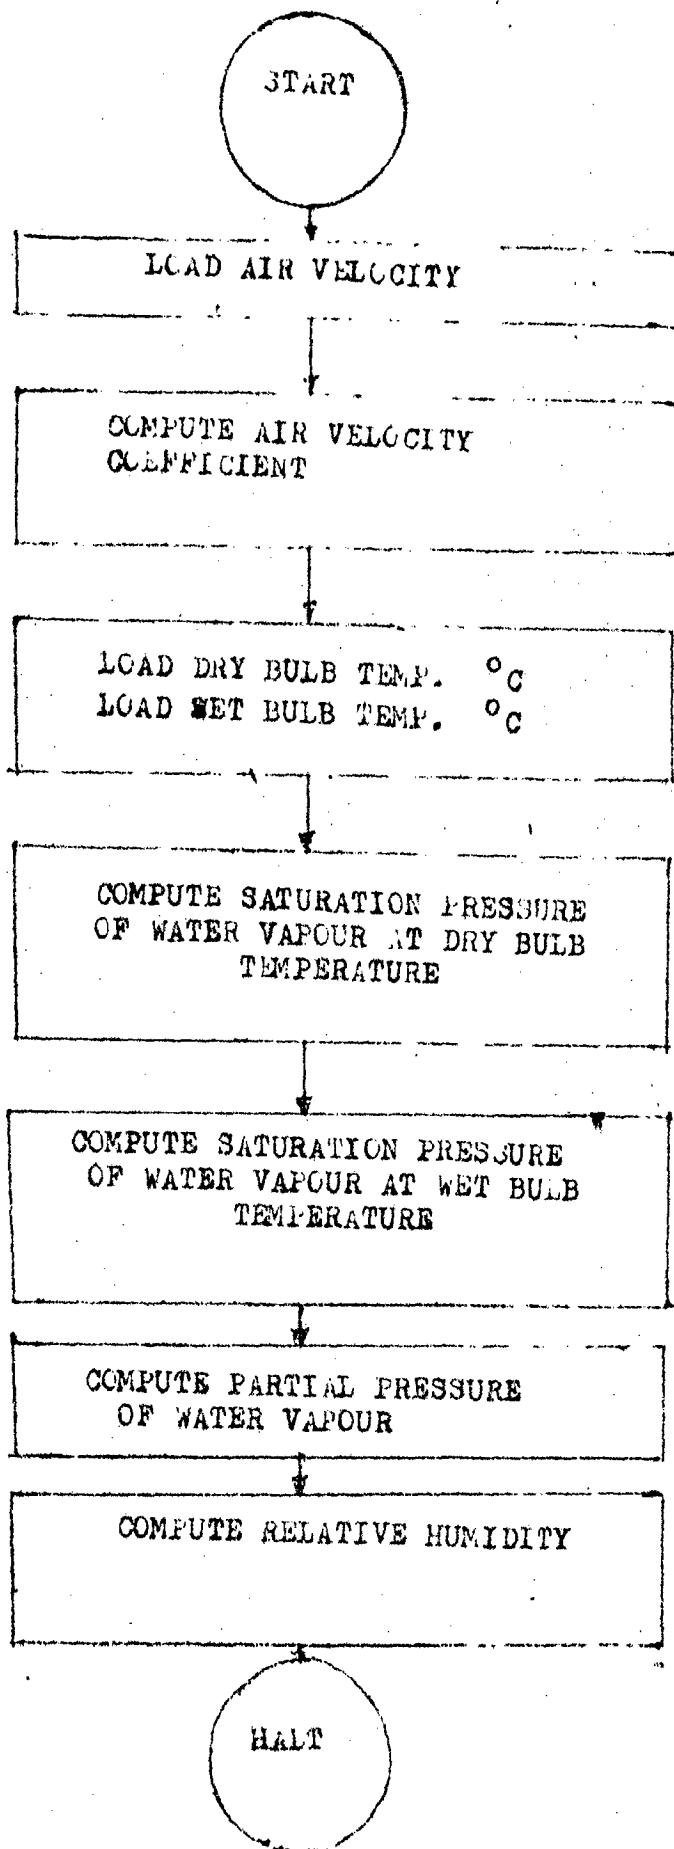 START
LOAD AIR VELOCITY
COMPUTE AIR VELOCITY
COEFFICIENT
LOAD DRY BULB TEMP. °C
LOAD WET BULB TEMP. °C
COMPUTE SATURATION PRESSURE
OF WATER VAPOUR AT DRY BULB
TEMPERATURE
COMPUTE SATURATION PRESSURE
OF WATER VAPOUR AT WET BULB
TEMPERATURE
COMPUTE PARTIAL PRESSURE
OF WATER VAPOUR
COMPUTE RELATIVE HUMIDITY
HALT